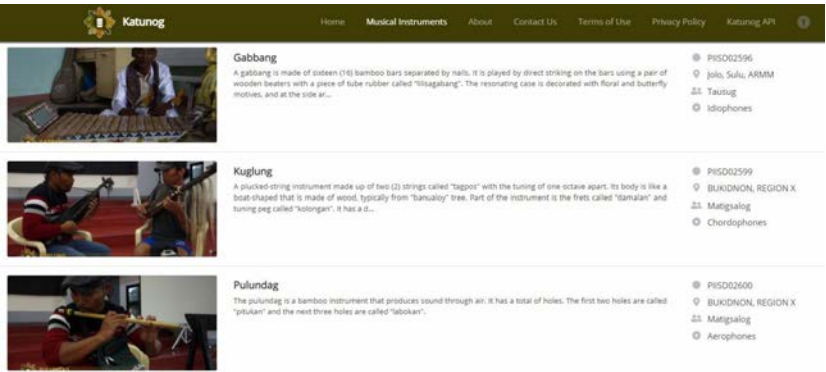 Katunog
Home Musical Instruments About Contact Us Terms of Use Privacy Policy Katunog API
Gabbang
A gabbang is made of sixteen (16) bamboo bars separated by nails. It is played by direct striking on the bars using a pair of
wooden beaters with a piece of tube rubber called "lilisagabang". The resonating case is decorated with floral and butterfly
motives, and at the side ar...
PIISD02596
Jolo, Sulu, ARMM
Tausug
Idiophones
Kuglung
A plucked-string instrument made up of two (2) strings called "tagpos" with the tuning of one octave apart. Its body is like a
boat-shaped that is made of wood, typically from "banualoy" tree. Part of the instrument is the frets called "damalan" and
tuning peg called "kolongan". It has a d...
PIISD02599
BUKIDNON, REGION X
Matigsalog
Chordophones
Pulundag
The pulundag is a bamboo instrument that produces sound through air. It has a total of holes. The first two holes are called
"pitukan" and the next three holes are called "labokan".
PIISD02600
BUKIDNON, REGION X
Matigsalog
Aerophones